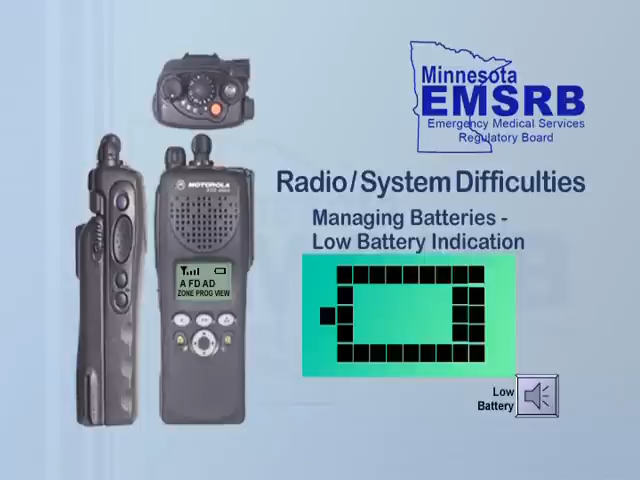 Minnesota
EMSRB
Emergency Medical Services
Regulatory Board
Radio/System Difficulties
Managing Batteries -
Low Battery Indication
MOTOROLA
A FD AD
ZONE PROG VIEW
Low
Battery